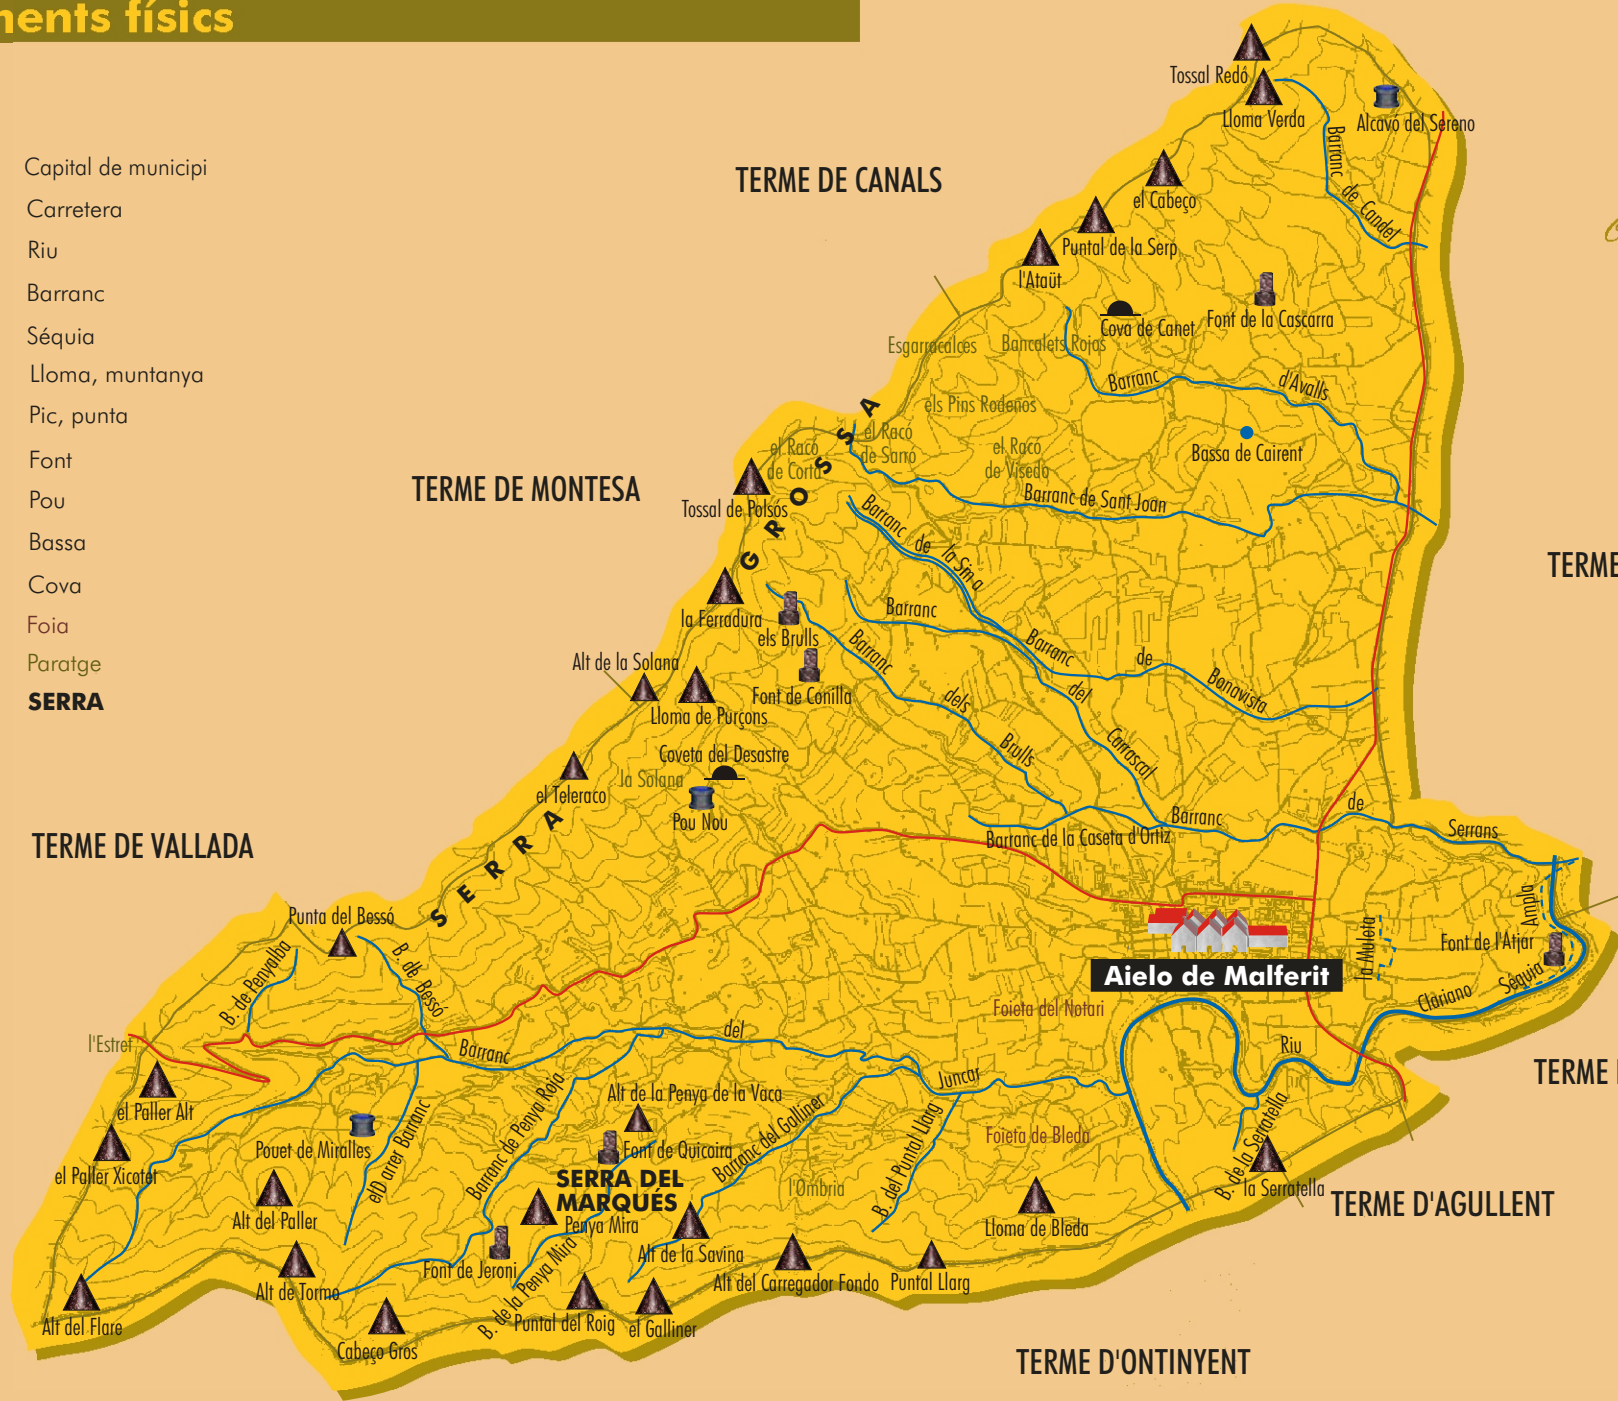 ments físics
Capital de municipi
Carretera
Riu
Barranc
Séquia
Lloma, muntanya
Pic, punta
Font
Pou
Bassa
Cova
Foia
Paratge
SERRA
TERME DE CANALS
TERME DE MONTESA
TERME DE VALLADA
TERME
TERME
TERME D'AGULLENT
TERME D'ONTINYENT
Tossal Redó
Lloma Verda
Alcavó del Sereno
Barranc de Candel
el Cabeço
Puntal de la Serp
l'Ataüt
Cova de Canet
Font de la Cascarra
Esgarracalces
Bancalets Rojos
Barranc d'Avalls
els Pins Rodenos
el Racó
de Sarró
el Racó
de Corta
el Racó
de Visedo
Bassa de Cairent
Tossal de Polsós
Barranc de Sant Joan
Barranc de la Sima
SERRA GROSSA
la Ferradura
els Brulls
Barranc de Bonavista
Barranc dels Brulls
Barranc del Carrascal
Alt de la Solana
Font de Conilla
Lloma de Purçons
Coveta del Desastre
la Solana
el Teleraco
Pou Nou
Barranc de la Caseta d'Ortiz
Barranc de Serrans
Punta del Bessó
B. de Penyalba
B. de Bessó
Aielo de Malferit
la Muleta
Font de l'Atjar
Séquia Ampla
Riu Clariano
Foieta del Notari
l'Estret
Barranc del Juncar
el Paller Alt
el Paller Xicotet
Pouet de Miralles
elD arrer Barranc
Barranc de Penya Roja
Alt de la Penya de la Vaca
Font de Quicoira
Barranc del Galliner
SERRA DEL
MARQUÉS
Penya Mira
Alt del Paller
Alt de Tormo
Font de Jeroni
B. de la Penya Mira
Alt de la Savina
l'Ombria
B. del Puntal Llarg
Foieta de Bleda
Lloma de Bleda
B. de la Serratella
la Serratella
Alt del Carregador Fondo
Puntal Llarg
Puntal del Roig
el Galliner
Cabeço Gros
Alt del Flare